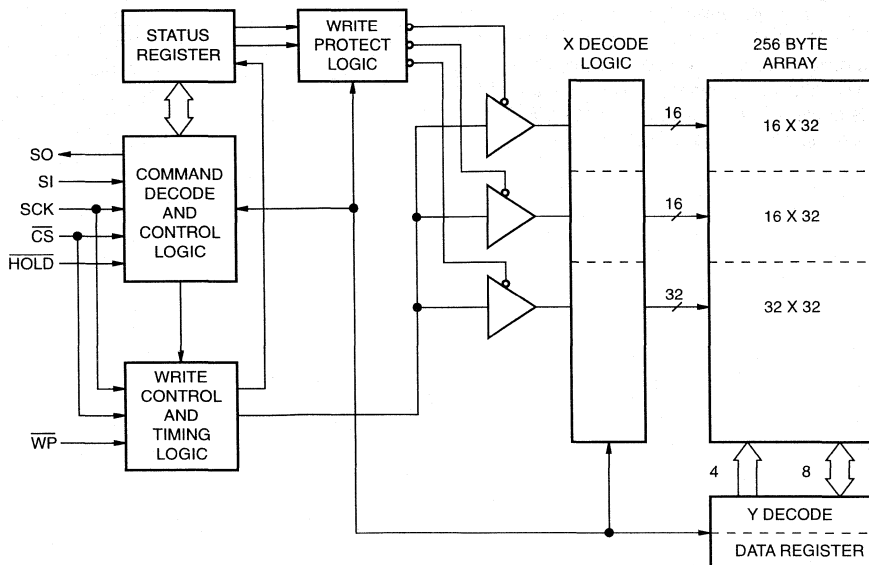 STATUS
REGISTER
WRITE
PROTECT
LOGIC
X DECODE
LOGIC
256 BYTE
ARRAY
16
16 X 32
SO
SI
SCK
CS
HOLD
COMMAND
DECODE
AND
CONTROL
LOGIC
16
16 X 32
32
32 X 32
WP
WRITE
CONTROL
AND
TIMING
LOGIC
4
8
Y DECODE
DATA REGISTER